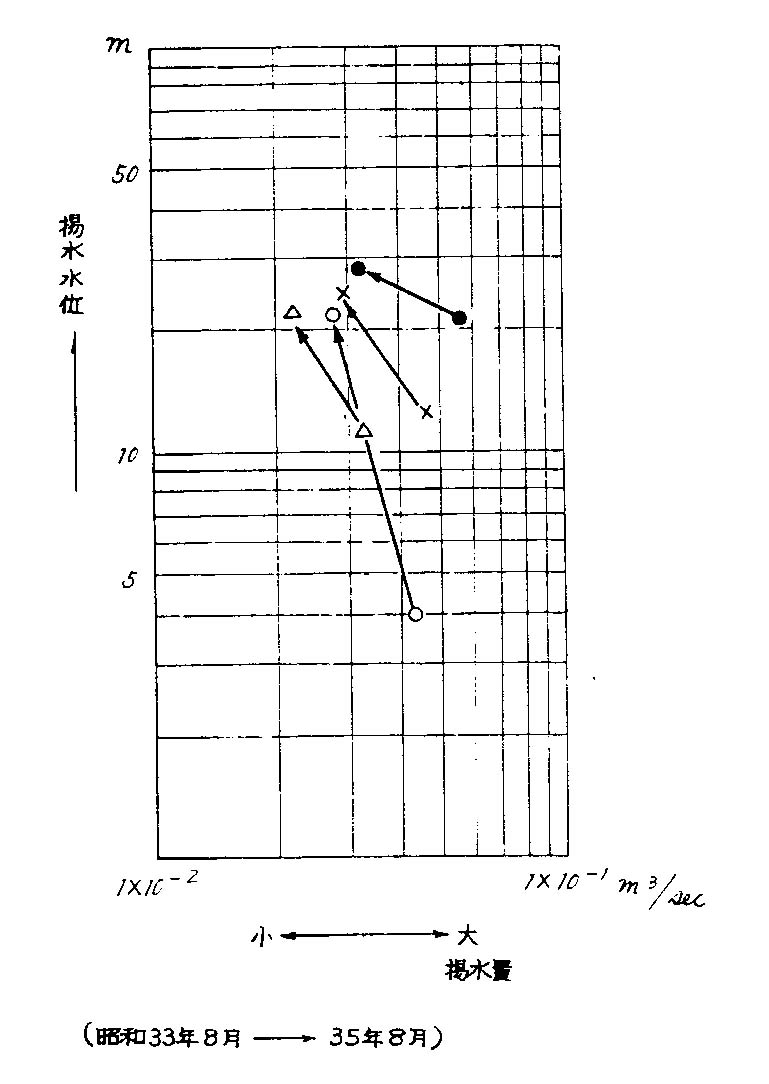 m
50
揚水水位
10
5
1×10⁻²
1×10⁻¹ m³/sec
小 ⟷ 大
揚水量
(昭和33年8月 ⟶ 35年8月)